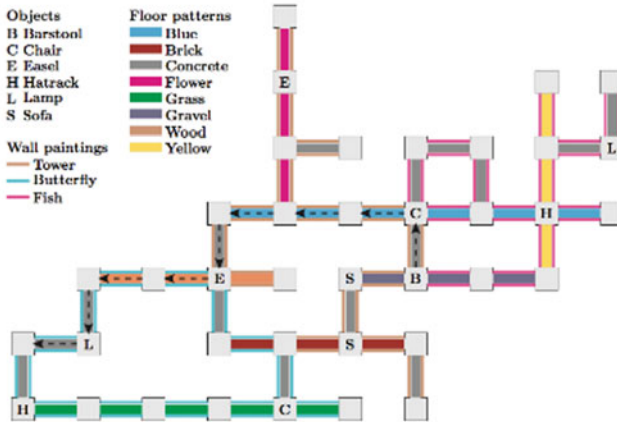 Objects
B Barstool
C Chair
E Easel
H Hatrack
L Lamp
S Sofa
Wall paintings
Tower
Butterfly
Fish
Floor patterns
Blue
Brick
Concrete
Flower
Grass
Gravel
Wood
Yellow
E
L
C
H
E
S
B
L
S
H
C